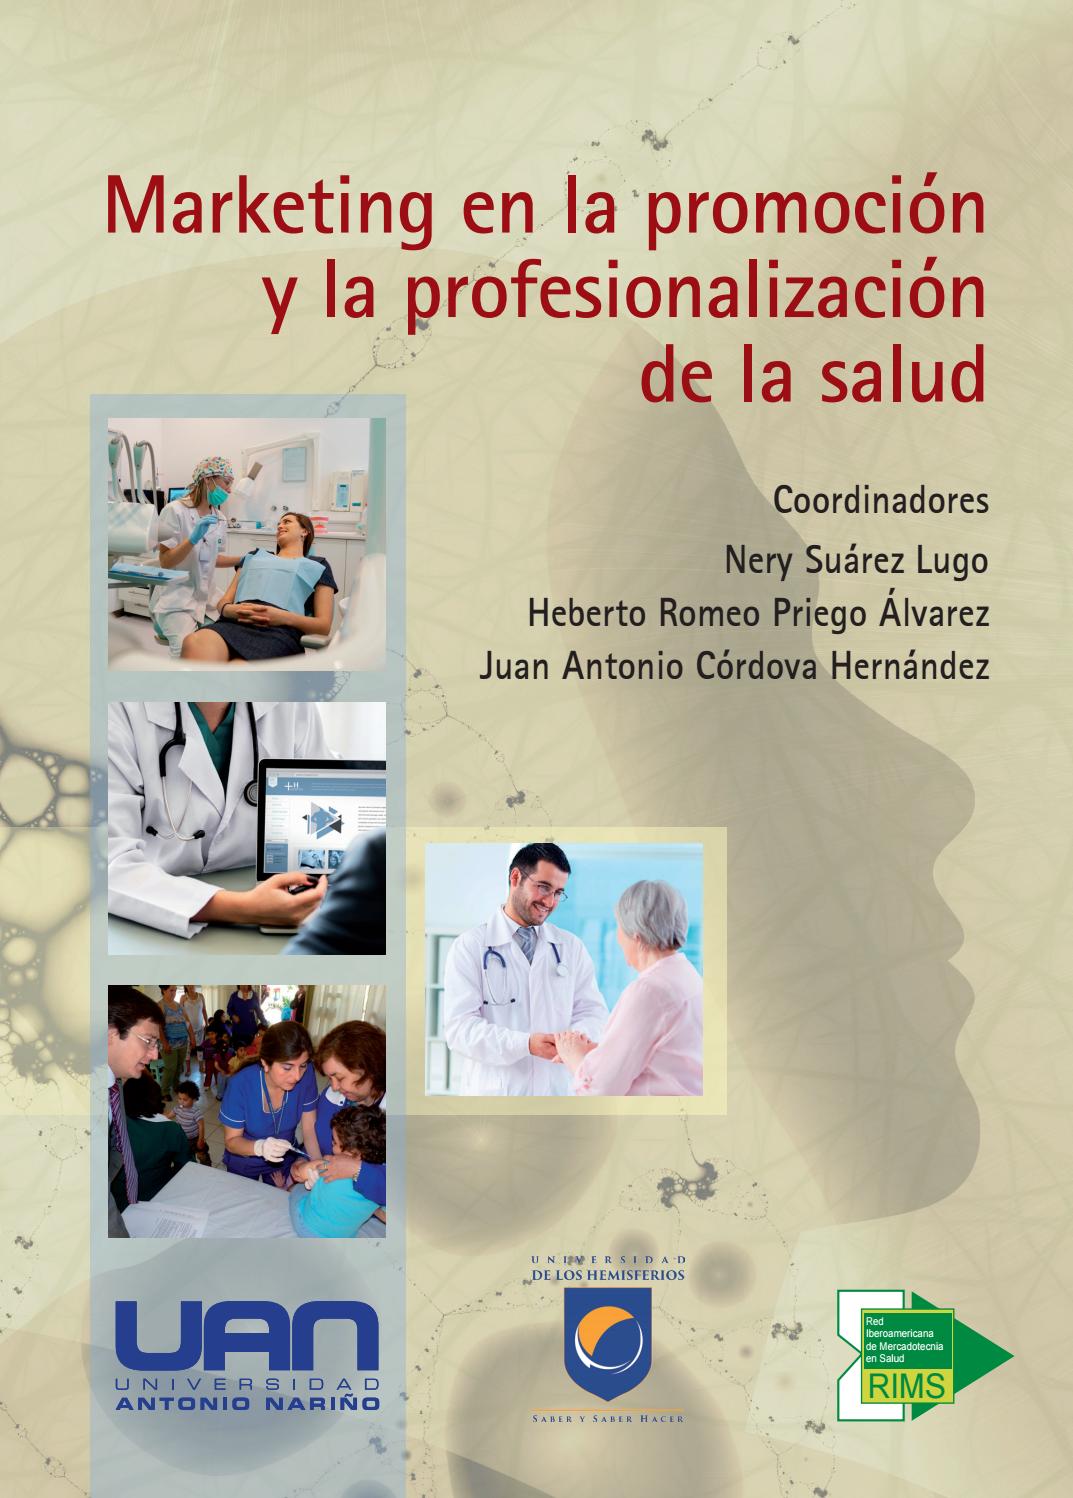 Marketing en la promoción
y la profesionalización
de la salud
Coordinadores
Nery Suárez Lugo
Heberto Romeo Priego Álvarez
Juan Antonio Córdova Hernández
UAN
UNIVERSIDAD
ANTONIO NARIÑO
UNIVERSIDAD
DE LOS HEMISFERIOS
SABER Y SABER HACER
Red
Iberoamericana
de Mercadotecnia
en Salud
RIMS